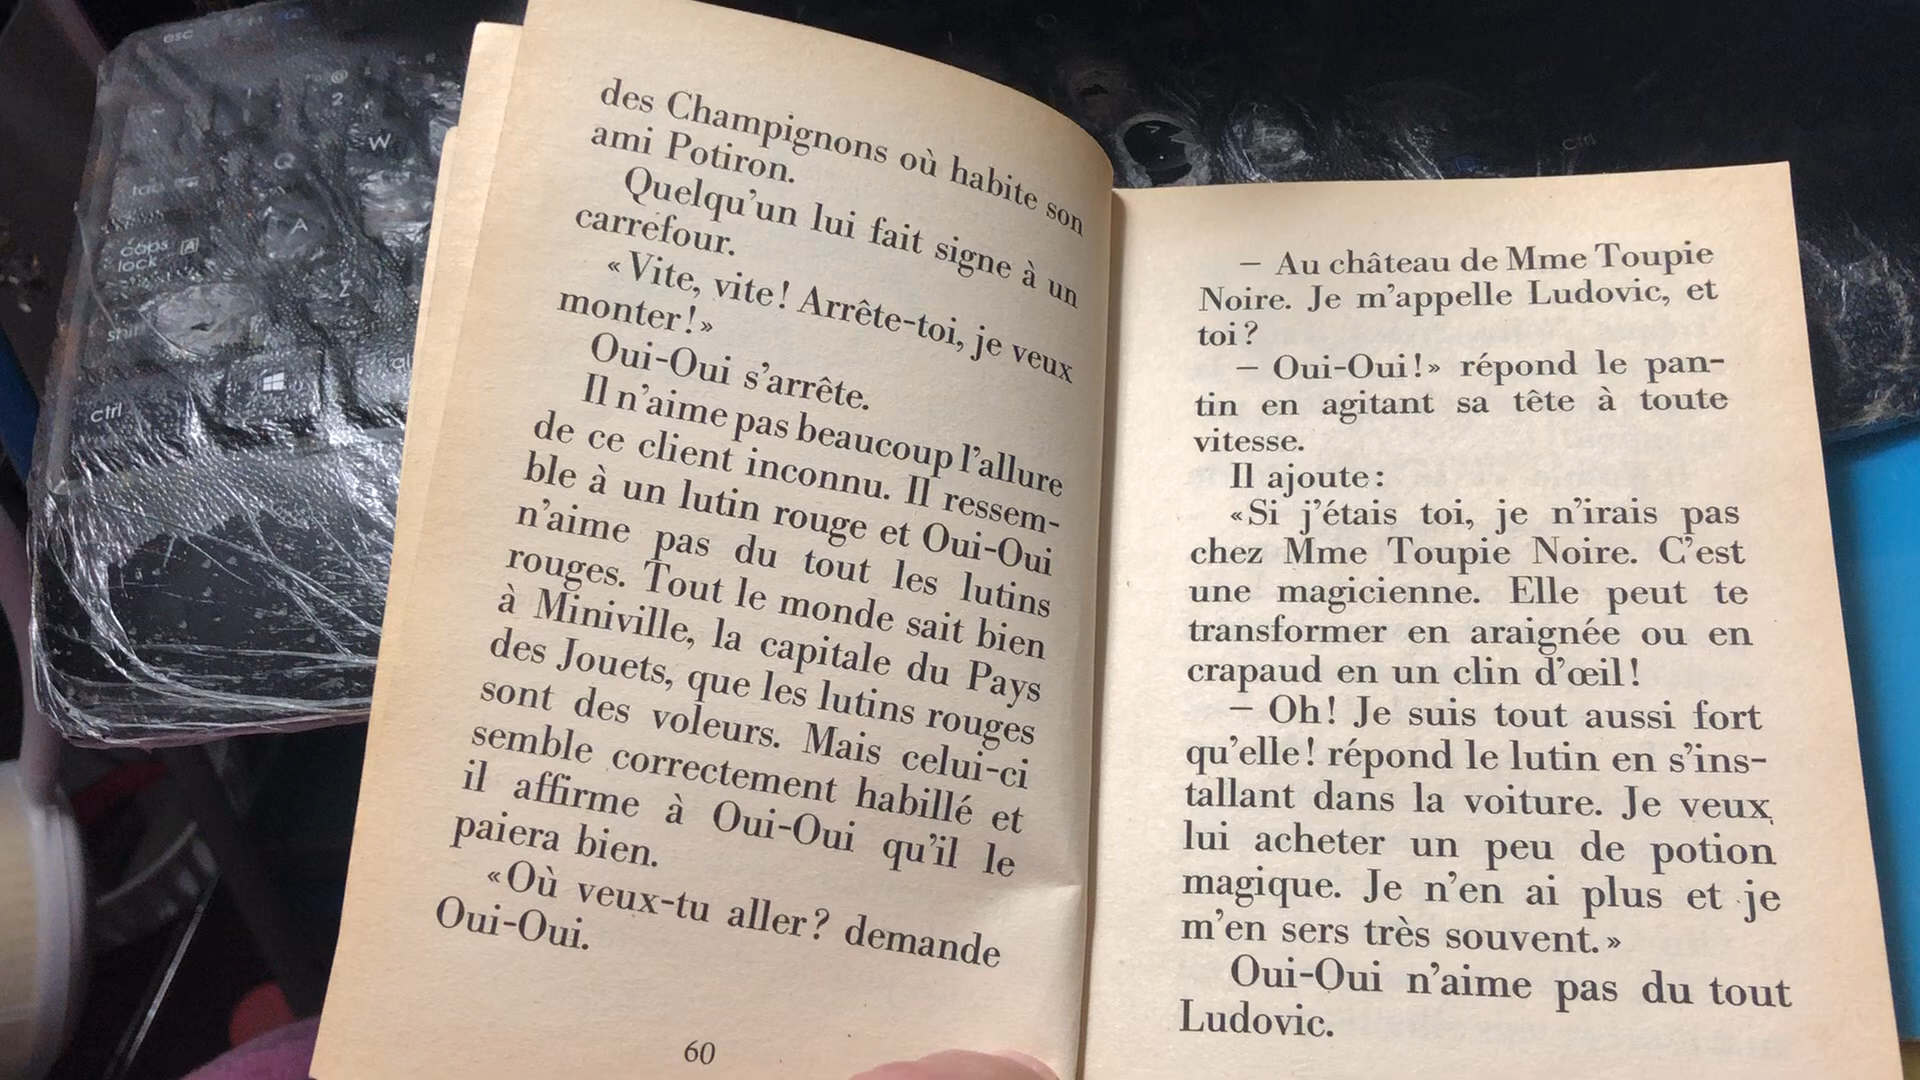 des Champignons où habite son
ami Potiron.
Quelqu'un lui fait signe à un
carrefour.
«Vite, vite! Arrête-toi, je veux
monter!»
Oui-Oui s'arrête.
Il n'aime pas beaucoup l'allure
de ce client inconnu. Il ressem-
ble à un lutin rouge et Oui-Oui
n'aime pas du tout les lutins
rouges. Tout le monde sait bien
à Miniville, la capitale du Pays
des Jouets, que les lutins rouges
sont des voleurs. Mais celui-ci
semble correctement habillé et
il affirme à Oui-Oui qu'il le
paiera bien.
«Où veux-tu aller? demande
Oui-Oui.
60
— Au château de Mme Toupie
Noire. Je m'appelle Ludovic, et
toi?
— Oui-Oui!» répond le pan-
tin en agitant sa tête à toute
vitesse.
Il ajoute:
«Si j'étais toi, je n'irais pas
chez Mme Toupie Noire. C'est
une magicienne. Elle peut te
transformer en araignée ou en
crapaud en un clin d'œil!
— Oh! Je suis tout aussi fort
qu'elle! répond le lutin en s'ins-
tallant dans la voiture. Je veux
lui acheter un peu de potion
magique. Je n'en ai plus et je
m'en sers très souvent.»
Oui-Oui n'aime pas du tout
Ludovic.
esc
@
2
W
Q
A
caps
lock
A
ctrl
Ctrl